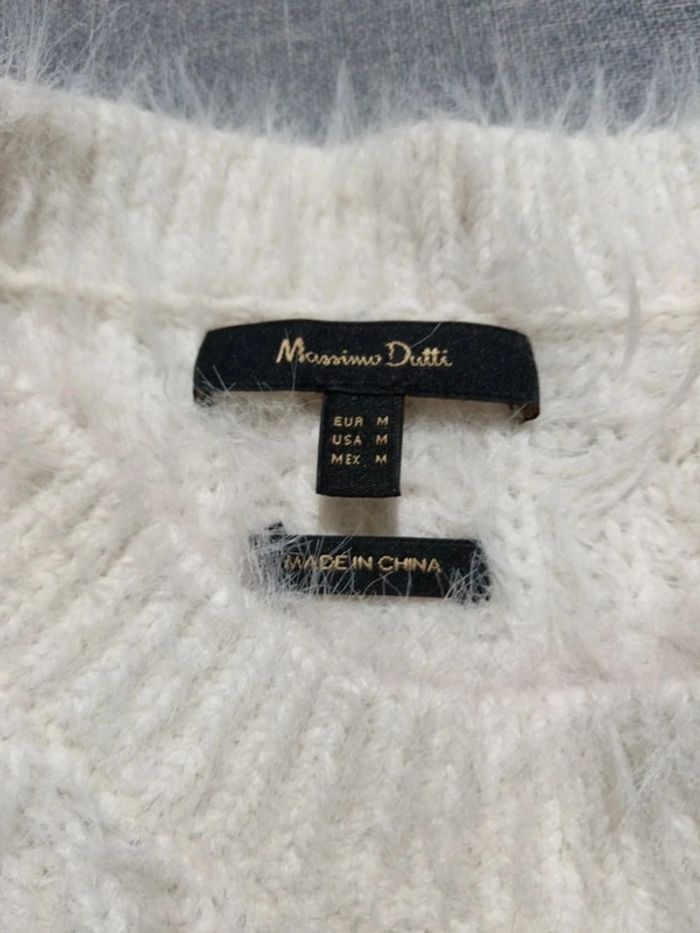 Massimo Dutti
EUR M
USA M
MEX M
MADE IN CHINA